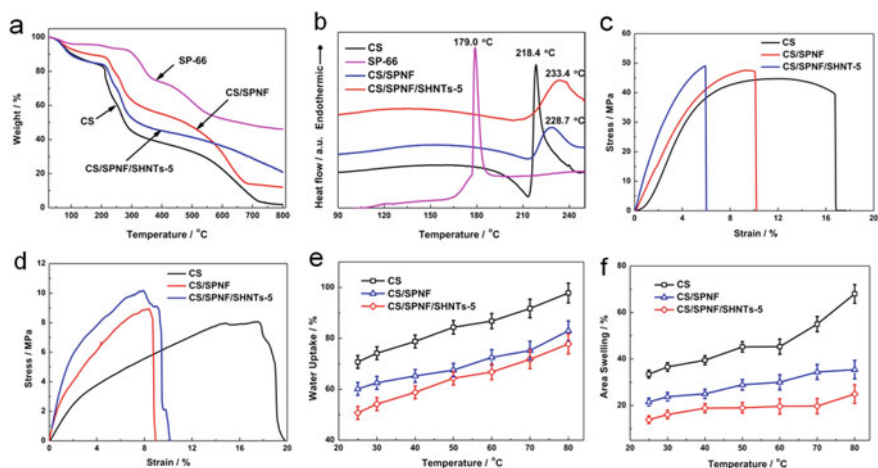 a
100
80
60
40
20
0
Weight / %
100 200 300 400 500 600 700 800
Temperature / °C
SP-66
CS/SPNF
CS
CS/SPNF/SHNTs-5
b
CS
SP-66
CS/SPNF
CS/SPNF/SHNTs-5
179.0 °C
218.4 °C
233.4 °C
228.7 °C
Heat flow / a.u. Endothermic
90 120 150 180 210 240
Temperature / °C
c
CS
CS/SPNF
CS/SPNF/SHNT-5
60
50
40
30
20
10
0
Stress / MPa
0 4 8 12 16 20
Strain / %
d
CS
CS/SPNF
CS/SPNF/SHNTs-5
12
10
8
6
4
2
0
Stress / MPa
0 4 8 12 16 20
Strain / %
e
CS
CS/SPNF
CS/SPNF/SHNTs-5
100
80
60
40
Water Uptake / %
30 40 50 60 70 80
Temperature / °C
f
CS
CS/SPNF
CS/SPNF/SHNTs-5
80
60
40
20
Area Swelling / %
30 40 50 60 70 80
Temperature / °C